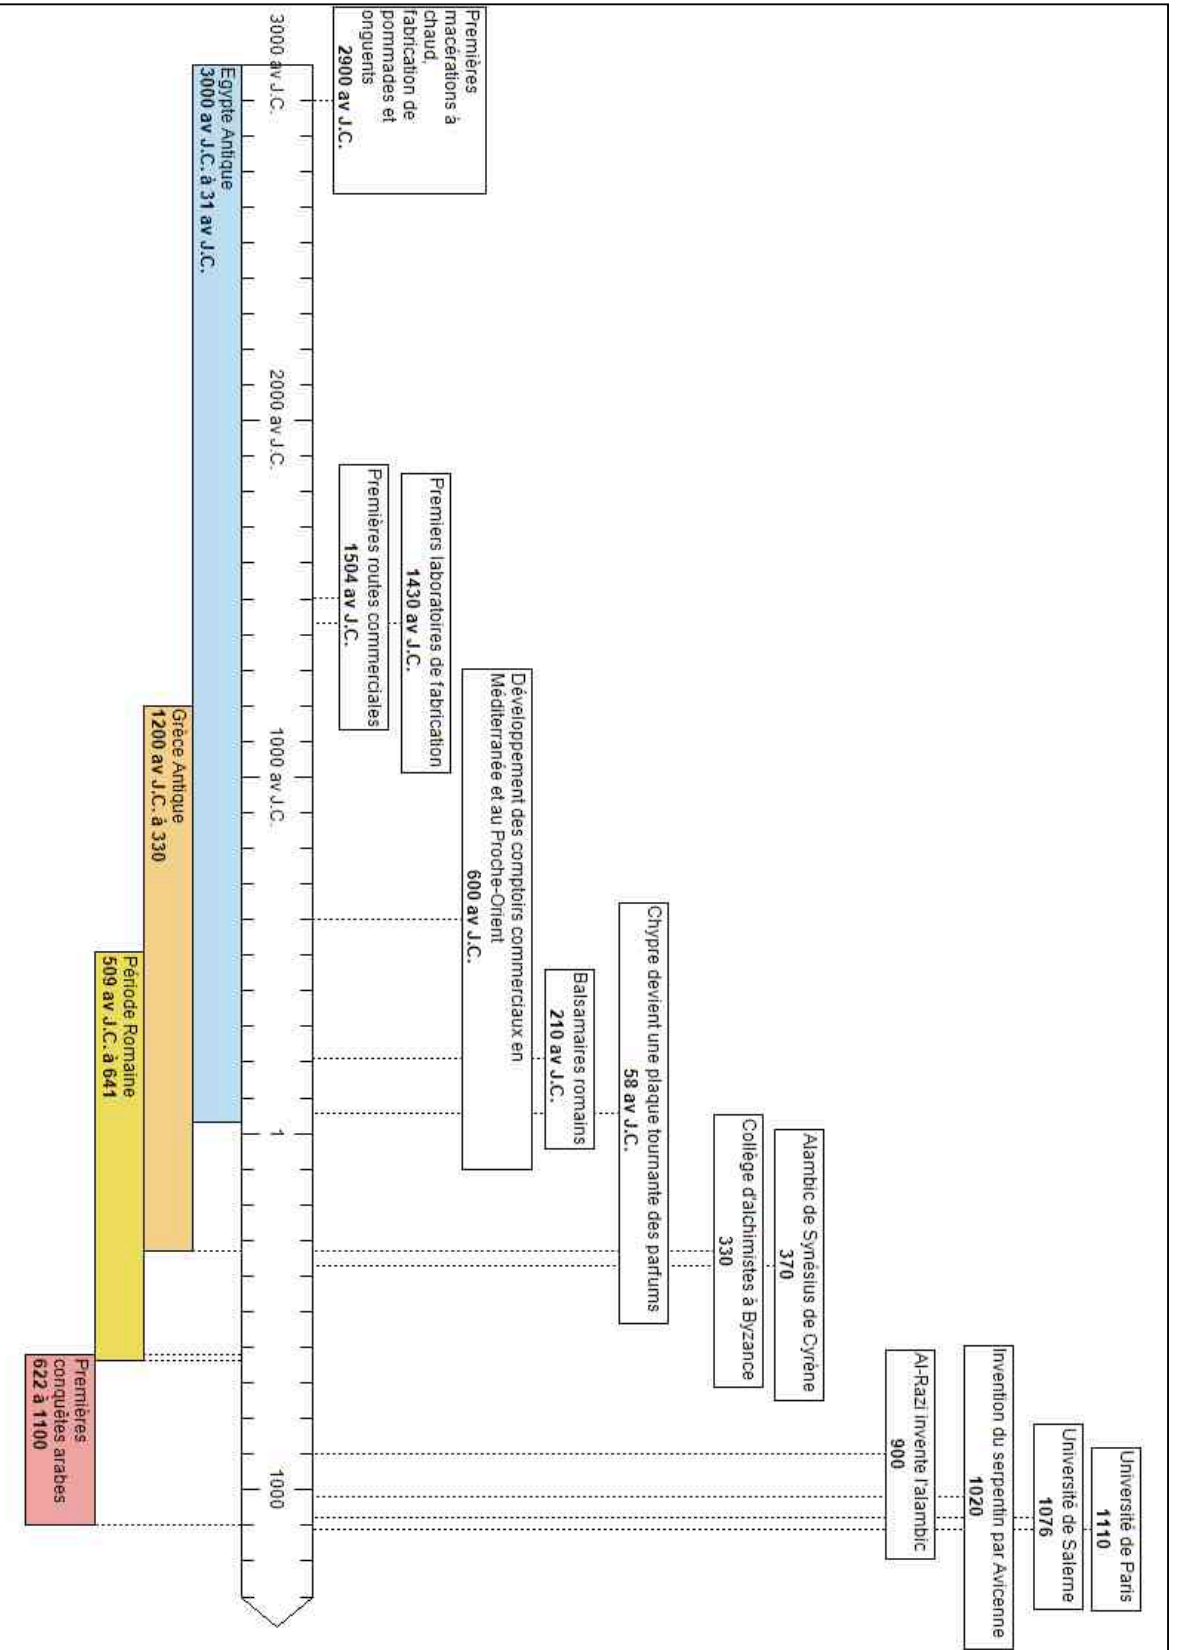 Premières
macérations à
chaud,
fabrication de
pommades et
onguents
2900 av J.C.
Premiers laboratoires de fabrication
1430 av J.C.
Premières routes commerciales
1504 av J.C.
Développement des comptoirs commerciaux en
Méditerranée et au Proche-Orient
600 av J.C.
Chypre devient une plaque tournante des parfums
58 av J.C.
Balsamaires romains
210 av J.C.
Alambic de Synésius de Cyrène
370
Collège d'alchimistes à Byzance
330
Université de Paris
1110
Université de Salerne
1076
Invention du serpentin par Avicenne
1020
Al-Razi invente l'alambic
900
3000 av J.C.
2000 av J.C.
1000 av J.C.
1
1000
Egypte Antique
3000 av J.C. à 31 av J.C.
Grèce Antique
1200 av J.C. à 330
Période Romaine
509 av J.C. à 641
Premières
conquêtes arabes
622 à 1100